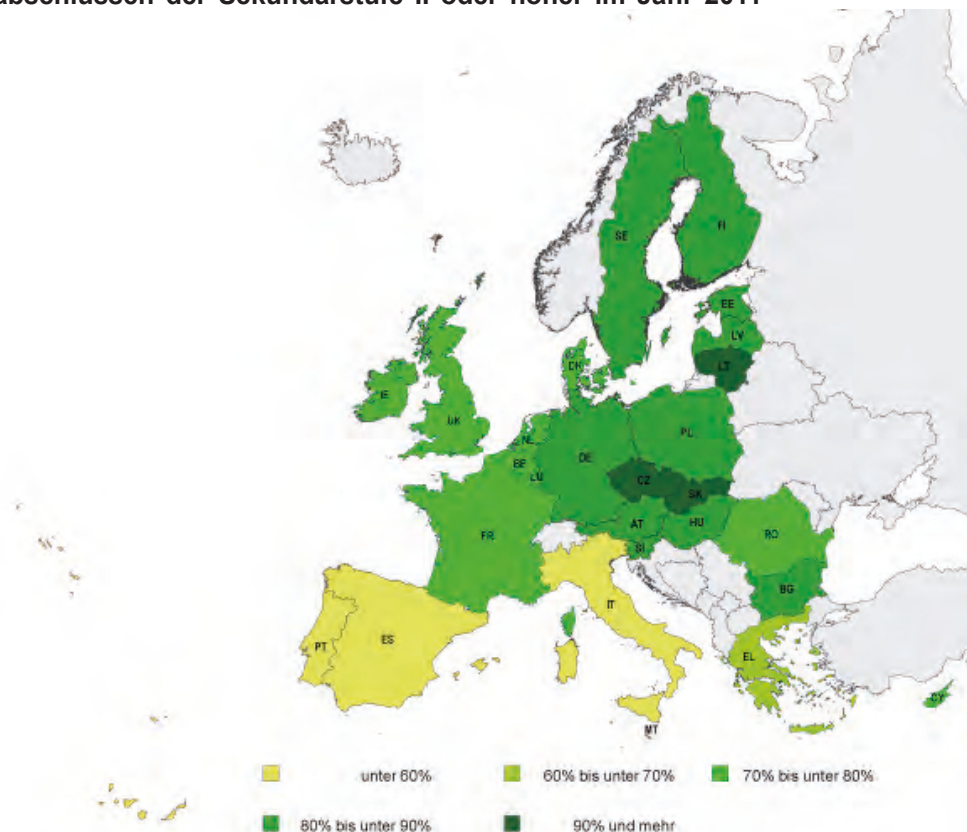 abschlüssen der Sekundarstufe II oder höher im Jahr 2011
FI
SE
EE
LV
LT
DK
IE
UK
NL
PL
BE
DE
LU
CZ
SK
AT
HU
FR
SI
RO
BG
IT
ES
PT
EL
CY
MT
unter 60%
60% bis unter 70%
70% bis unter 80%
80% bis unter 90%
90% und mehr